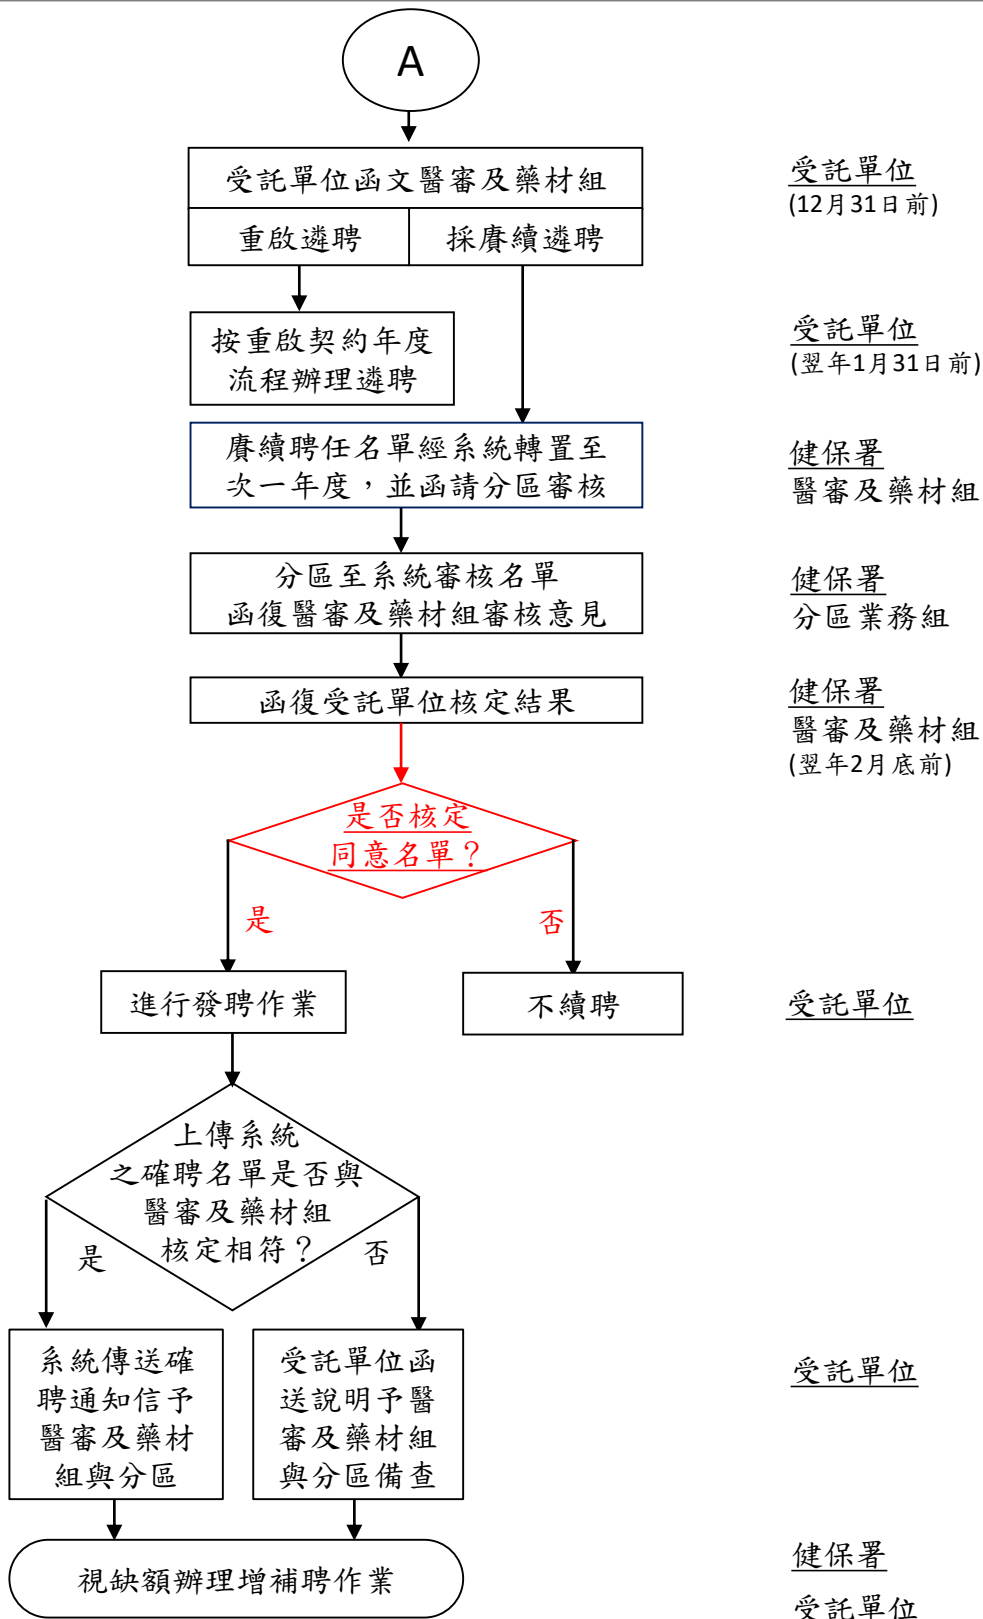 A
受託單位函文醫審及藥材組
受託單位
(12月31日前)
重啟遴聘
採賡續遴聘
按重啟契約年度
流程辦理遴聘
受託單位
(翌年1月31日前)
賡續聘任名單經系統轉置至
次一年度，並函請分區審核
健保署
醫審及藥材組
分區至系統審核名單
函復醫審及藥材組審核意見
健保署
分區業務組
函復受託單位核定結果
健保署
醫審及藥材組
(翌年2月底前)
是否核定
同意名單？
是
否
進行發聘作業
不續聘
受託單位
上傳系統
之確聘名單是否與
醫審及藥材組
核定相符？
是
否
系統傳送確
聘通知信予
醫審及藥材
組與分區
受託單位函
送說明予醫
審及藥材組
與分區備查
受託單位
視缺額辦理增補聘作業
健保署
受託單位